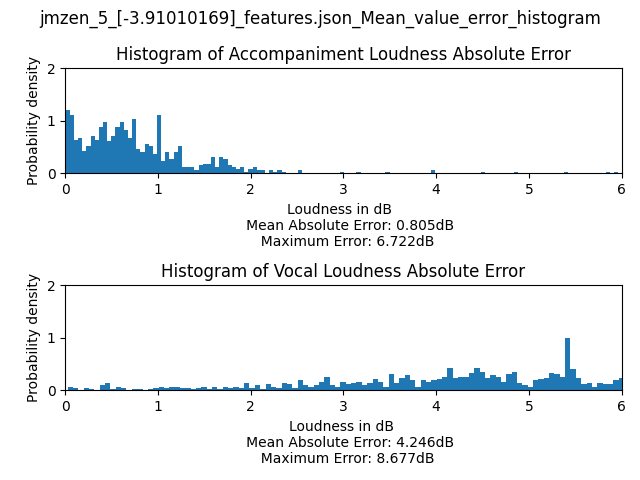 jmzen_5_[-3.91010169]_features.json_Mean_value_error_histogram
Histogram of Accompaniment Loudness Absolute Error
Probability density
2
1
0
0 1 2 3 4 5 6
Loudness in dB
Mean Absolute Error: 0.805dB
Maximum Error: 6.722dB
Histogram of Vocal Loudness Absolute Error
Probability density
2
1
0
0 1 2 3 4 5 6
Loudness in dB
Mean Absolute Error: 4.246dB
Maximum Error: 8.677dB